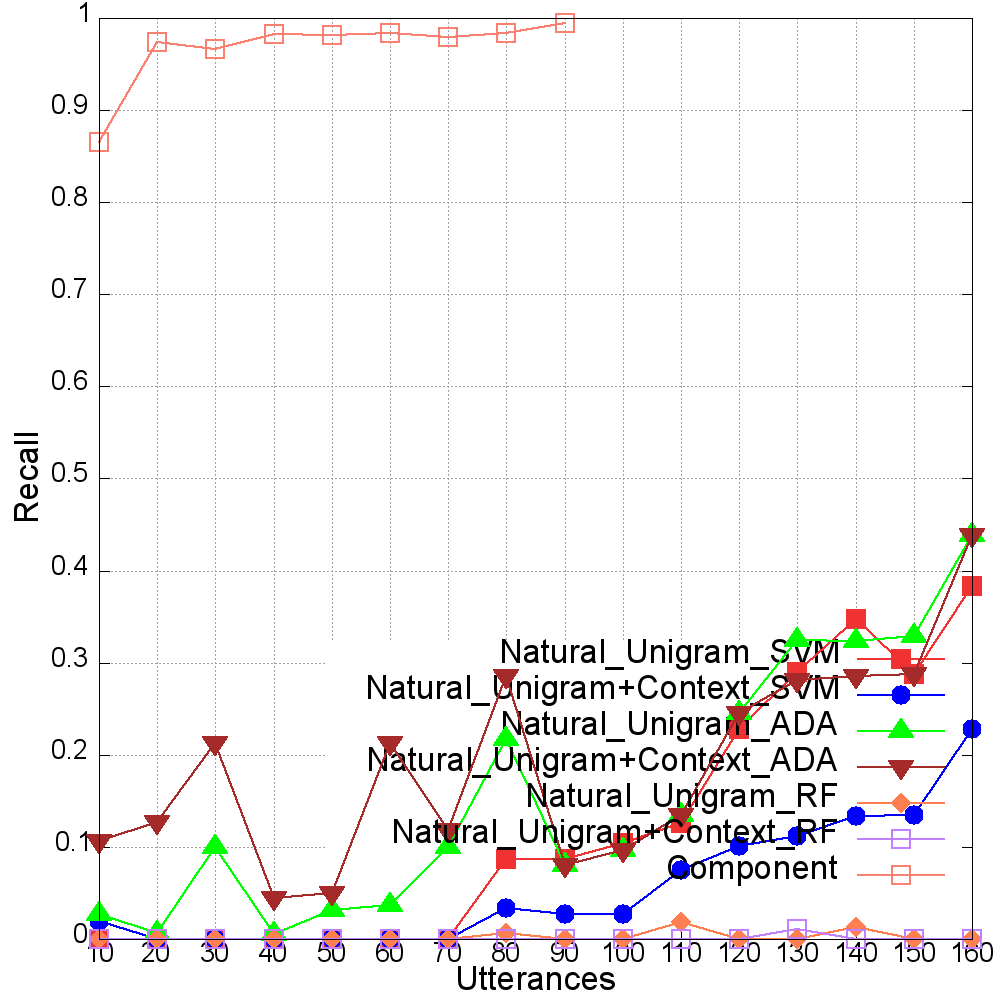 1
0.9
0.8
0.7
0.6
0.5
0.4
0.3
0.2
0.1
0
Recall
Natural_Unigram_SVM
Natural_Unigram+Context_SVM
Natural_Unigram_ADA
Natural_Unigram+Context_ADA
Natural_Unigram_RF
Natural_Unigram+Context_RF
Component
10 20 30 40 50 60 70 80 90 100 110 120 130 140 150 160
Utterances